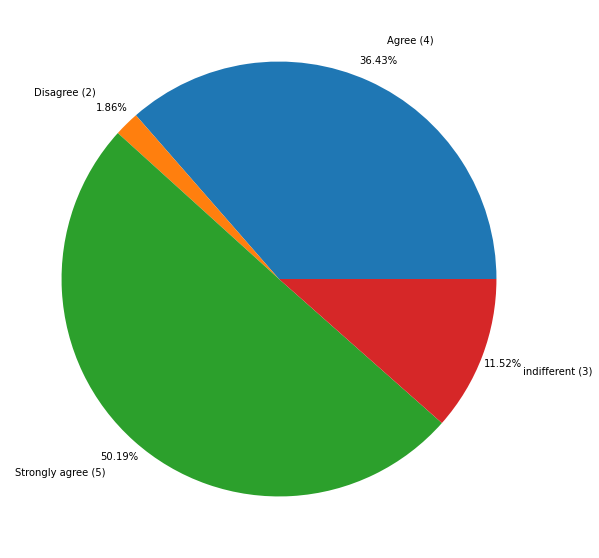 Agree (4)
36.43%
Disagree (2)
1.86%
11.52%
indifferent (3)
50.19%
Strongly agree (5)